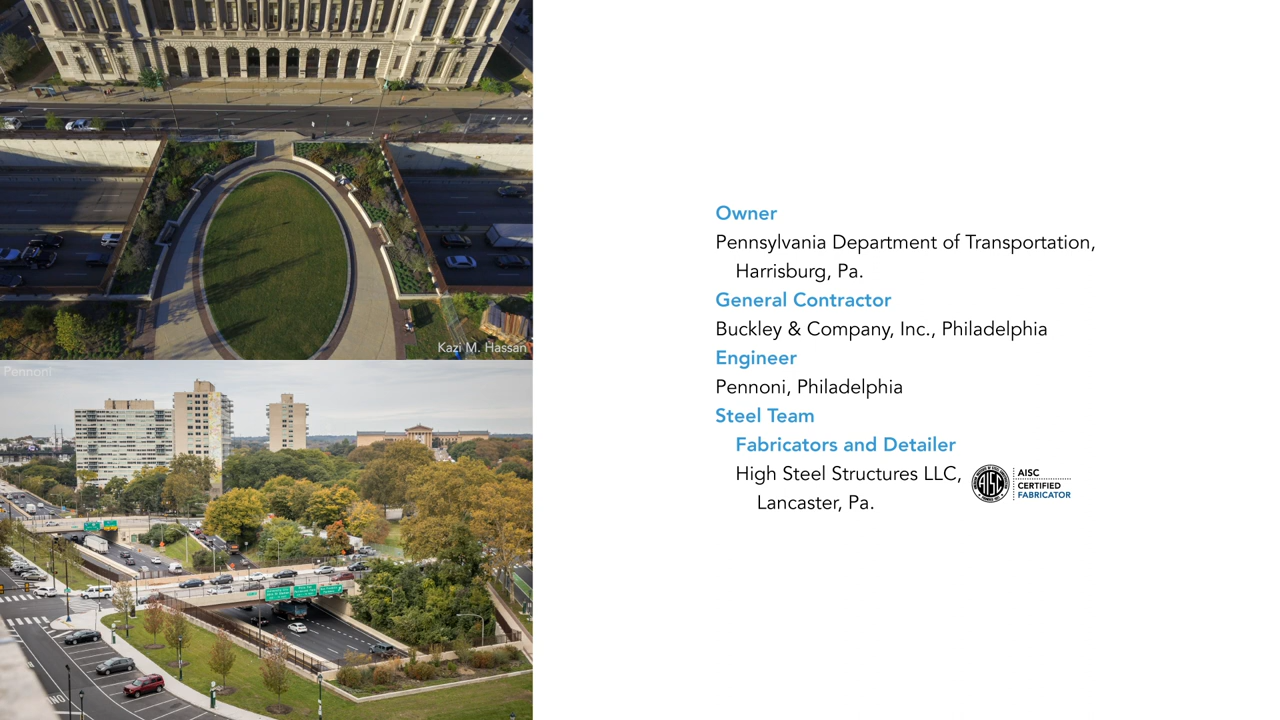 Kazi M. Hassan
Pennoni
Owner
Pennsylvania Department of Transportation,
Harrisburg, Pa.
General Contractor
Buckley & Company, Inc., Philadelphia
Engineer
Pennoni, Philadelphia
Steel Team
Fabricators and Detailer
High Steel Structures LLC,
Lancaster, Pa.
AISC
AISC
CERTIFIED
FABRICATOR